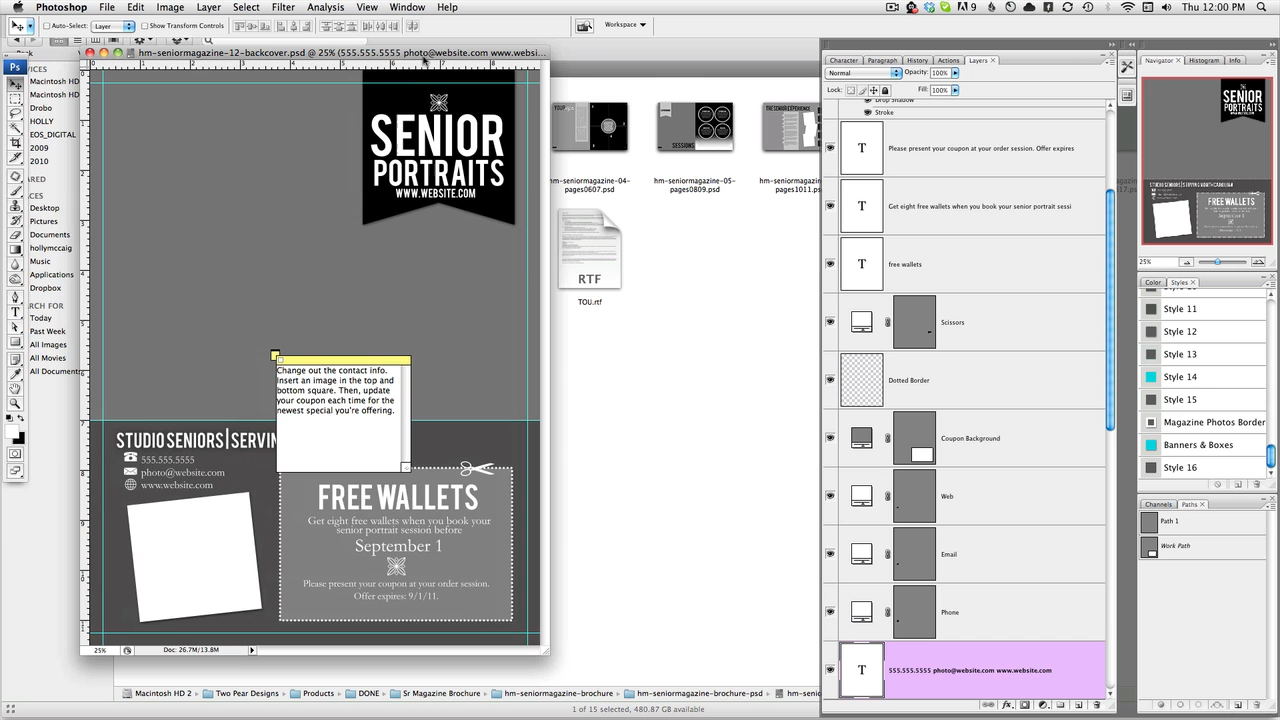 Photoshop File Edit Image Layer Select Filter Analysis View Window Help
9
Thu 12:00 PM
Auto-Select: Layer Show Transform Controls
Workspace
hm-seniormagazine-12-backcover.psd @ 25% (555.555.5555 photo@website.com www.websi...
Ps
Macintosh HD
Macintosh HD
Drobo
HOLLY
EOS_DIGITAL
2009
2010
Desktop
Pictures
Documents
hollymccaig
Music
Applications
Dropbox
Today
Past Week
All Images
All Movies
All Document
SENIOR
PORTRAITS
WWW.WEBSITE.COM
Change out the contact info.
Insert an image in the top and
bottom square. Then, update
your coupon each time for the
newest special you're offering.
STUDIO SENIORS | SERVIN
555.555.5555
photo@website.com
www.website.com
FREE WALLETS
Get eight free wallets when you book your
senior portrait session before
September 1
Please present your coupon at your order session.
Offer expires: 9/1/11.
25%
Doc: 26.7M/13.8M
hm-seniormagazine-04-
pages0607.psd
hm-seniormagazine-05-
pages0809.psd
SESSIONS
hm-senio
pages1011.psd
RTF
TOU.rtf
Macintosh HD 2 Two Pear Designs Products DONE Sr Magazine Brochure hm-seniormagazine-brochure hm-seniormagazine-brochure-psd hm-senio
1 of 15 selected, 480.87 GB available
Character Paragraph History Actions Layers
Normal Opacity: 100%
Lock: Fill: 100%
Drop Shadow
Stroke
T Please present your coupon at your order session. Offer expires
T Get eight free wallets when you book your senior portrait sessi
T free wallets
Scissors
Dotted Border
Coupon Background
Web
Email
Phone
T 555.555.5555 photo@website.com www.website.com
Navigator Histogram Info
SENIOR
PORTRAITS
FREE WALLETS
25%
Color Styles
Style 11
Style 12
Style 13
Style 14
Style 15
Magazine Photos Border
Banners & Boxes
Style 16
Channels Paths
Path 1
Work Path